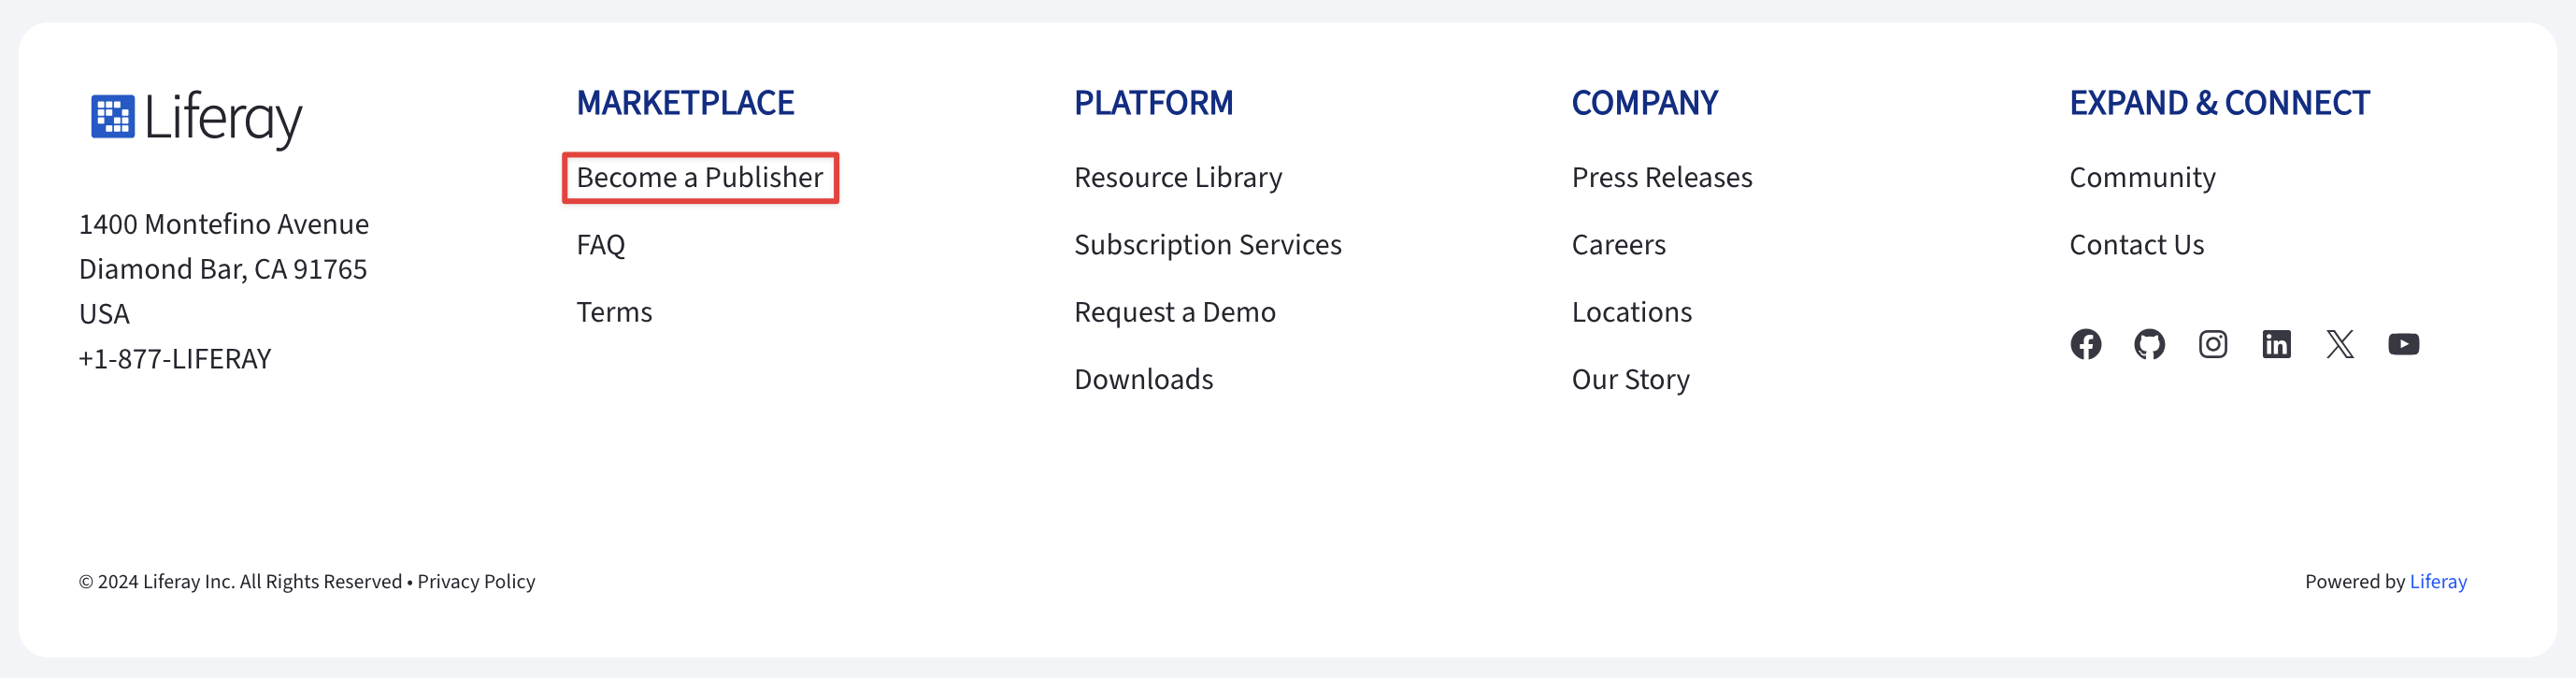 Liferay
1400 Montefino Avenue
Diamond Bar, CA 91765
USA
+1-877-LIFERAY
MARKETPLACE
Become a Publisher
FAQ
Terms
PLATFORM
Resource Library
Subscription Services
Request a Demo
Downloads
COMPANY
Press Releases
Careers
Locations
Our Story
EXPAND & CONNECT
Community
Contact Us
© 2024 Liferay Inc. All Rights Reserved • Privacy Policy
Powered by Liferay